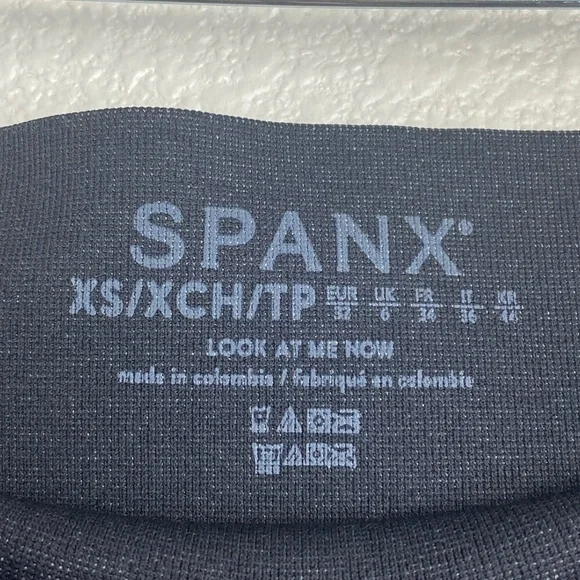 SPANX®
XS/XCH/TP EUR 32 UK 6 FR 34 IT 36 KR 44
LOOK AT ME NOW
made in colombia / fabriqué en colombie